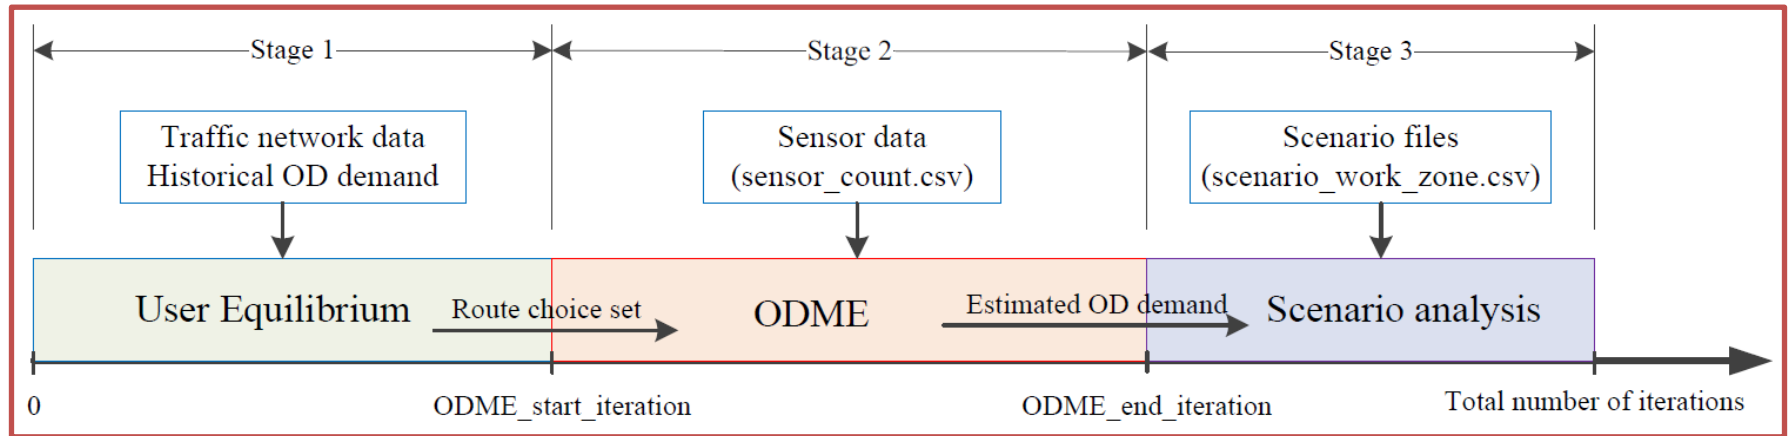 Stage 1
Stage 2
Stage 3
Traffic network data
Historical OD demand
Sensor data
(sensor_count.csv)
Scenario files
(scenario_work_zone.csv)
User Equilibrium
Route choice set
ODME
Estimated OD demand
Scenario analysis
0
ODME_start_iteration
ODME_end_iteration
Total number of iterations